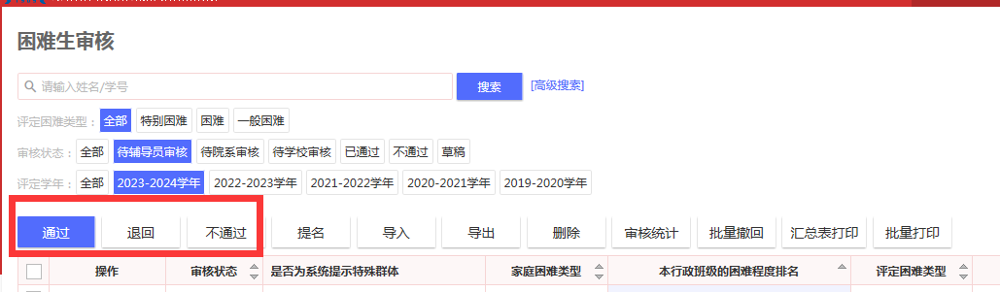 困难生审核
请输入姓名/学号 搜索 [高级搜索]
评定困难类型： 全部 特别困难 困难 一般困难
审核状态： 全部 待辅导员审核 待院系审核 待学校审核 已通过 不通过 草稿
评定学年： 全部 2023-2024学年 2022-2023学年 2021-2022学年 2020-2021学年 2019-2020学年
通过 退回 不通过 提名 导入 导出 删除 审核统计 批量撤回 汇总表打印 批量打印
操作 审核状态 是否为系统提示特殊群体 家庭困难类型 本行政班级的困难程度排名 评定困难类型